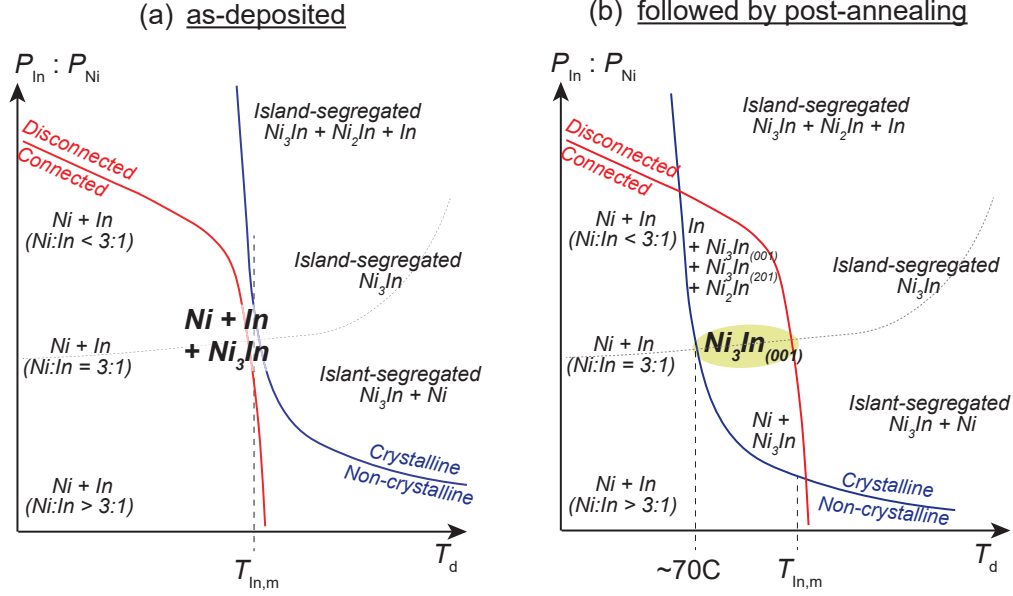 (a) as-deposited
P_In : P_Ni
Disconnected
Connected
Island-segregated
Ni₃In + Ni₂In + In
Ni + In
(Ni:In < 3:1)
Island-segregated
Ni₃In
Ni + In
+ Ni₃In
Ni + In
(Ni:In = 3:1)
Islant-segregated
Ni₃In + Ni
Crystalline
Non-crystalline
Ni + In
(Ni:In > 3:1)
T_In,m
T_d
(b) followed by post-annealing
P_In : P_Ni
Disconnected
Connected
Island-segregated
Ni₃In + Ni₂In + In
Ni + In
(Ni:In < 3:1)
In
+ Ni₃In₍₀₀₁₎
+ Ni₃In₍₂₀₁₎
+ Ni₂In
Island-segregated
Ni₃In
Ni + In
(Ni:In = 3:1)
Ni₃In₍₀₀₁₎
Islant-segregated
Ni₃In + Ni
Ni +
Ni₃In
Crystalline
Non-crystalline
Ni + In
(Ni:In > 3:1)
~70C
T_In,m
T_d